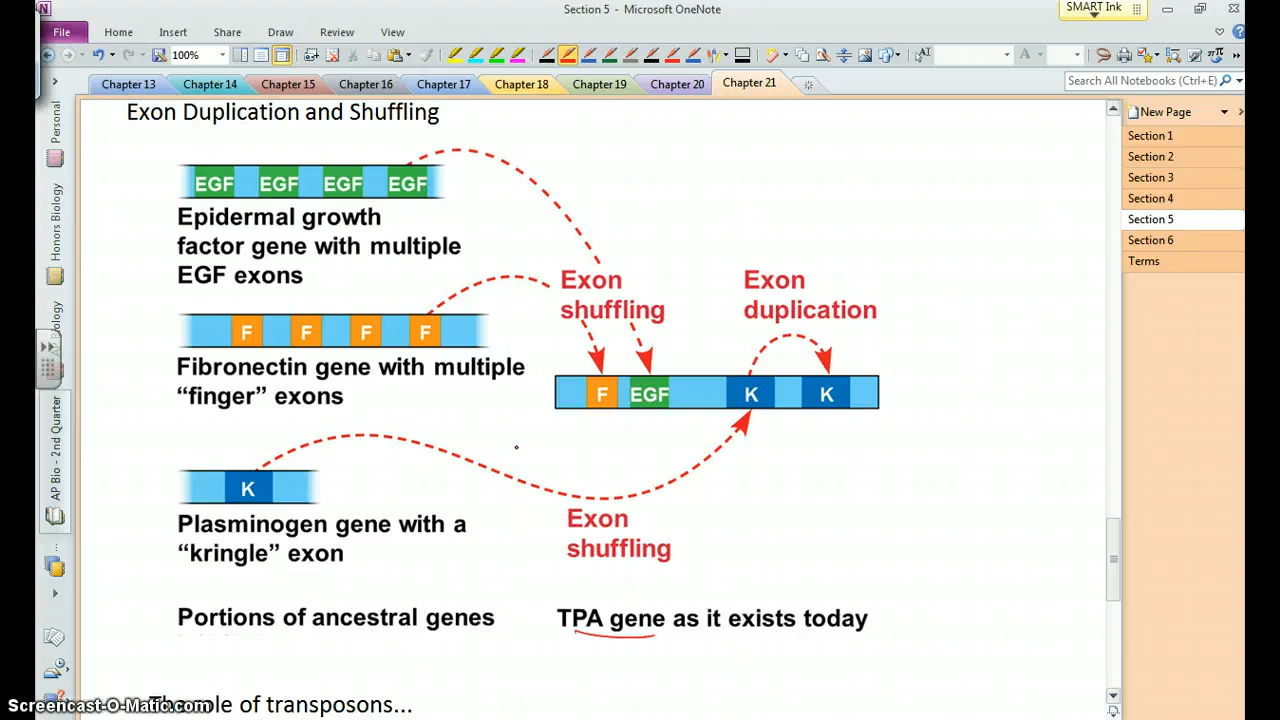 Section 5 - Microsoft OneNote
SMART Ink
File Home Insert Share Draw Review View
100%
Chapter 13 Chapter 14 Chapter 15 Chapter 16 Chapter 17 Chapter 18 Chapter 19 Chapter 20 Chapter 21
Search All Notebooks (Ctrl+E)
Personal
Honors Biology
AP Bio - 2nd Quarter
New Page
Section 1
Section 2
Section 3
Section 4
Section 5
Section 6
Terms
Exon Duplication and Shuffling
EGF EGF EGF EGF
Epidermal growth
factor gene with multiple
EGF exons
F F F F
Fibronectin gene with multiple
“finger” exons
K
Plasminogen gene with a
“kringle” exon
Portions of ancestral genes
Exon
shuffling
Exon
duplication
F EGF K K
Exon
shuffling
TPA gene as it exists today
of transposons...
Screencast-O-Matic.com